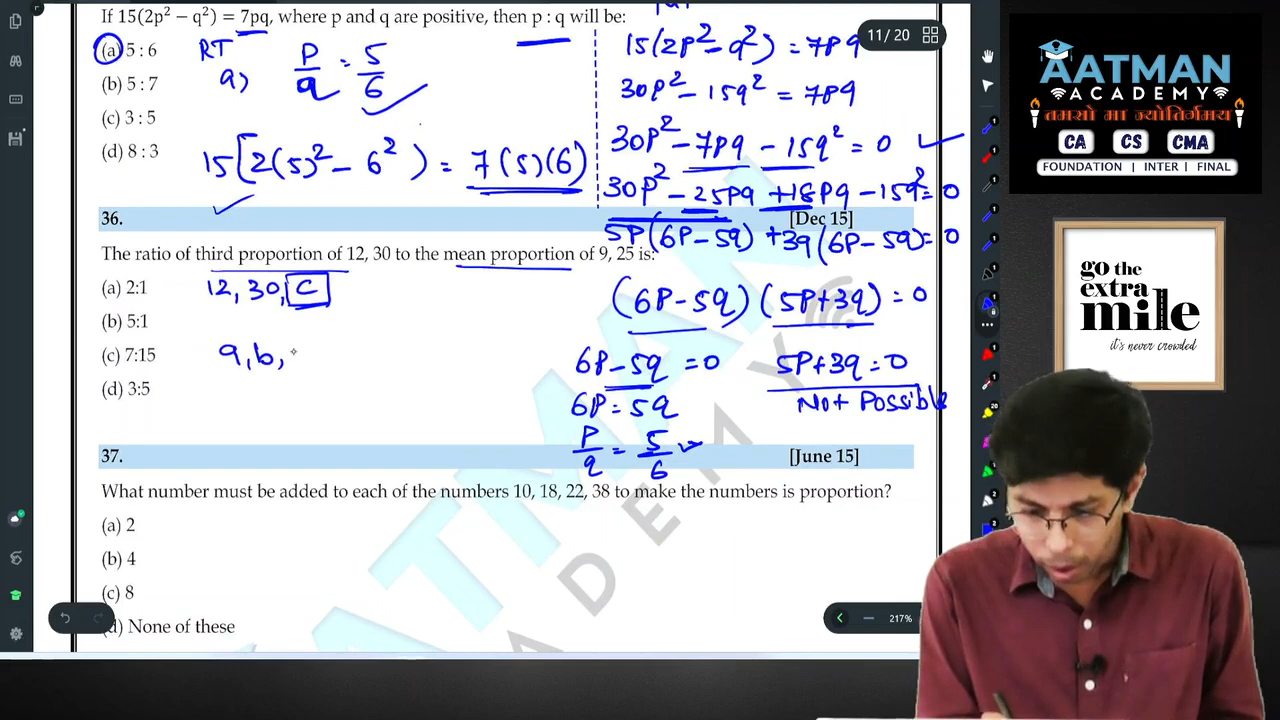 If 15(2p² − q²) = 7pq, where p and q are positive, then p : q will be:
(a) 5 : 6
(b) 5 : 7
(c) 3 : 5
(d) 8 : 3
RT
a)
P/q = 5/6
15[2(5)² − 6²) = 7(5)(6)
15(2P² − q²) = 7Pq
30P² − 15q² = 7Pq
30P² − 7Pq − 15q² = 0
30P² − 25Pq + 18Pq − 15q² = 0
5P(6P − 5q) + 3q(6P − 5q) = 0
(6P − 5q)(5P + 3q) = 0
6P − 5q = 0
5P + 3q = 0
6P = 5q
Not Possible
P/q = 5/6
36. [Dec 15]
The ratio of third proportion of 12, 30 to the mean proportion of 9, 25 is:
(a) 2:1
(b) 5:1
(c) 7:15
(d) 3:5
12, 30, C
a, b,
37. [June 15]
What number must be added to each of the numbers 10, 18, 22, 38 to make the numbers is proportion?
(a) 2
(b) 4
(c) 8
(d) None of these
11 / 20
217%
AATMAN
ACADEMY
तमसो मा ज्योतिर्गमय
CA CS CMA
FOUNDATION | INTER | FINAL
go the
extra
mile
it's never crowded